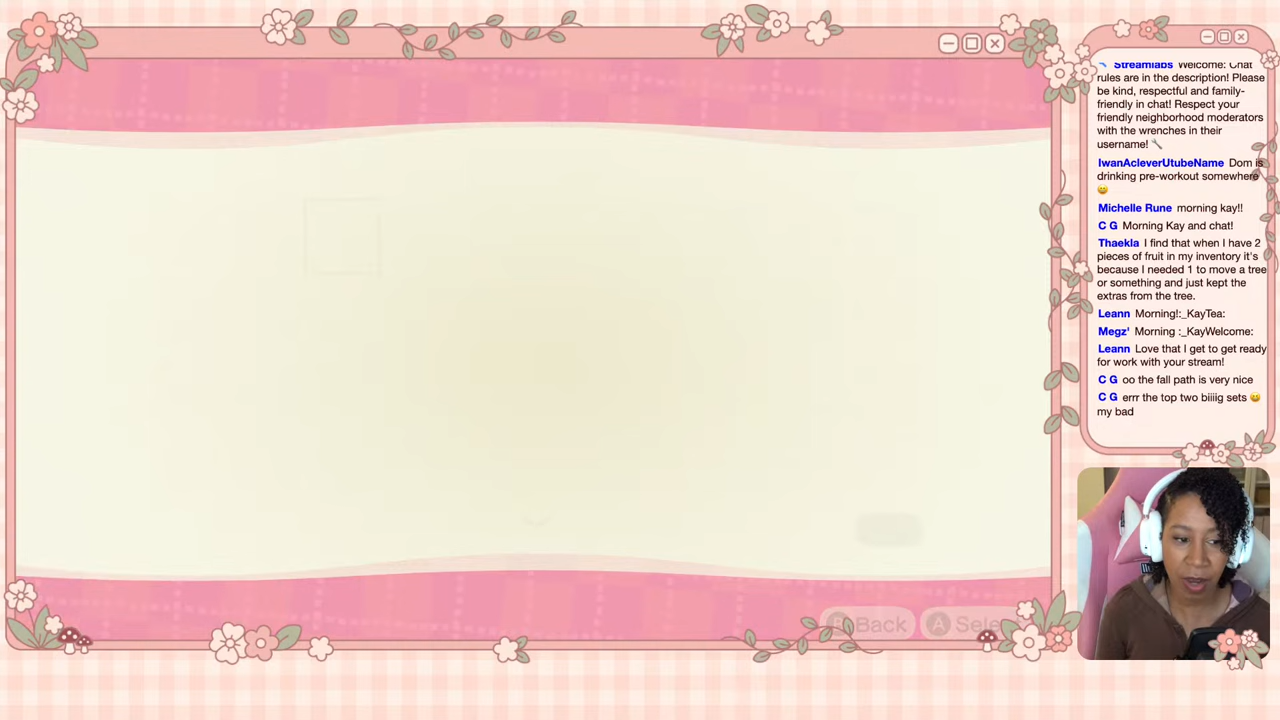 Streamlabs Welcome: Chat
rules are in the description! Please
be kind, respectful and family-
friendly in chat! Respect your
friendly neighborhood moderators
with the wrenches in their
username! 🔧
IwanAcleverUtubeName Dom is
drinking pre-workout somewhere
😀
Michelle Rune morning kay!!
C G Morning Kay and chat!
Thaekla I find that when I have 2
pieces of fruit in my inventory it's
because I needed 1 to move a tree
or something and just kept the
extras from the tree.
Leann Morning!:_KayTea:
Megz' Morning :_KayWelcome:
Leann Love that I get to get ready
for work with your stream!
C G oo the fall path is very nice
C G errr the top two biiiig sets 😀
my bad
B Back
A Sele